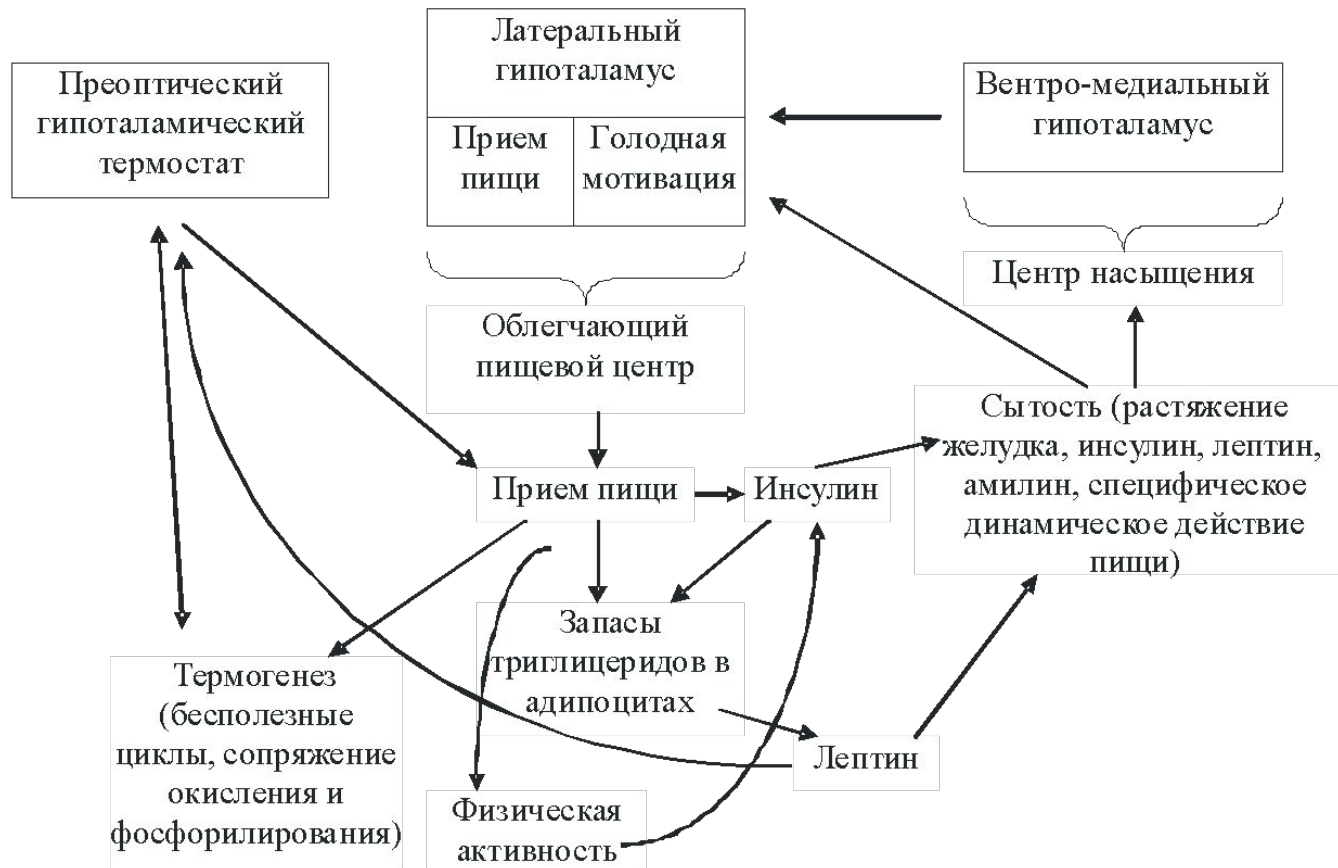 Латеральный
гипоталамус
Преоптический
гипоталамический
термостат
Вентро-медиальный
гипоталамус
Прием
пищи
Голодная
мотивация
Центр насыщения
Облегчающий
пищевой центр
Сытость (растяжение
желудка, инсулин, лептин,
амилин, специфическое
динамическое действие
пищи)
Прием пищи
Инсулин
Запасы
триглицеридов в
адипоцитах
Термогенез
(бесполезные
циклы, сопряжение
окисления и
фосфорилирования)
Лептин
Физическая
активность